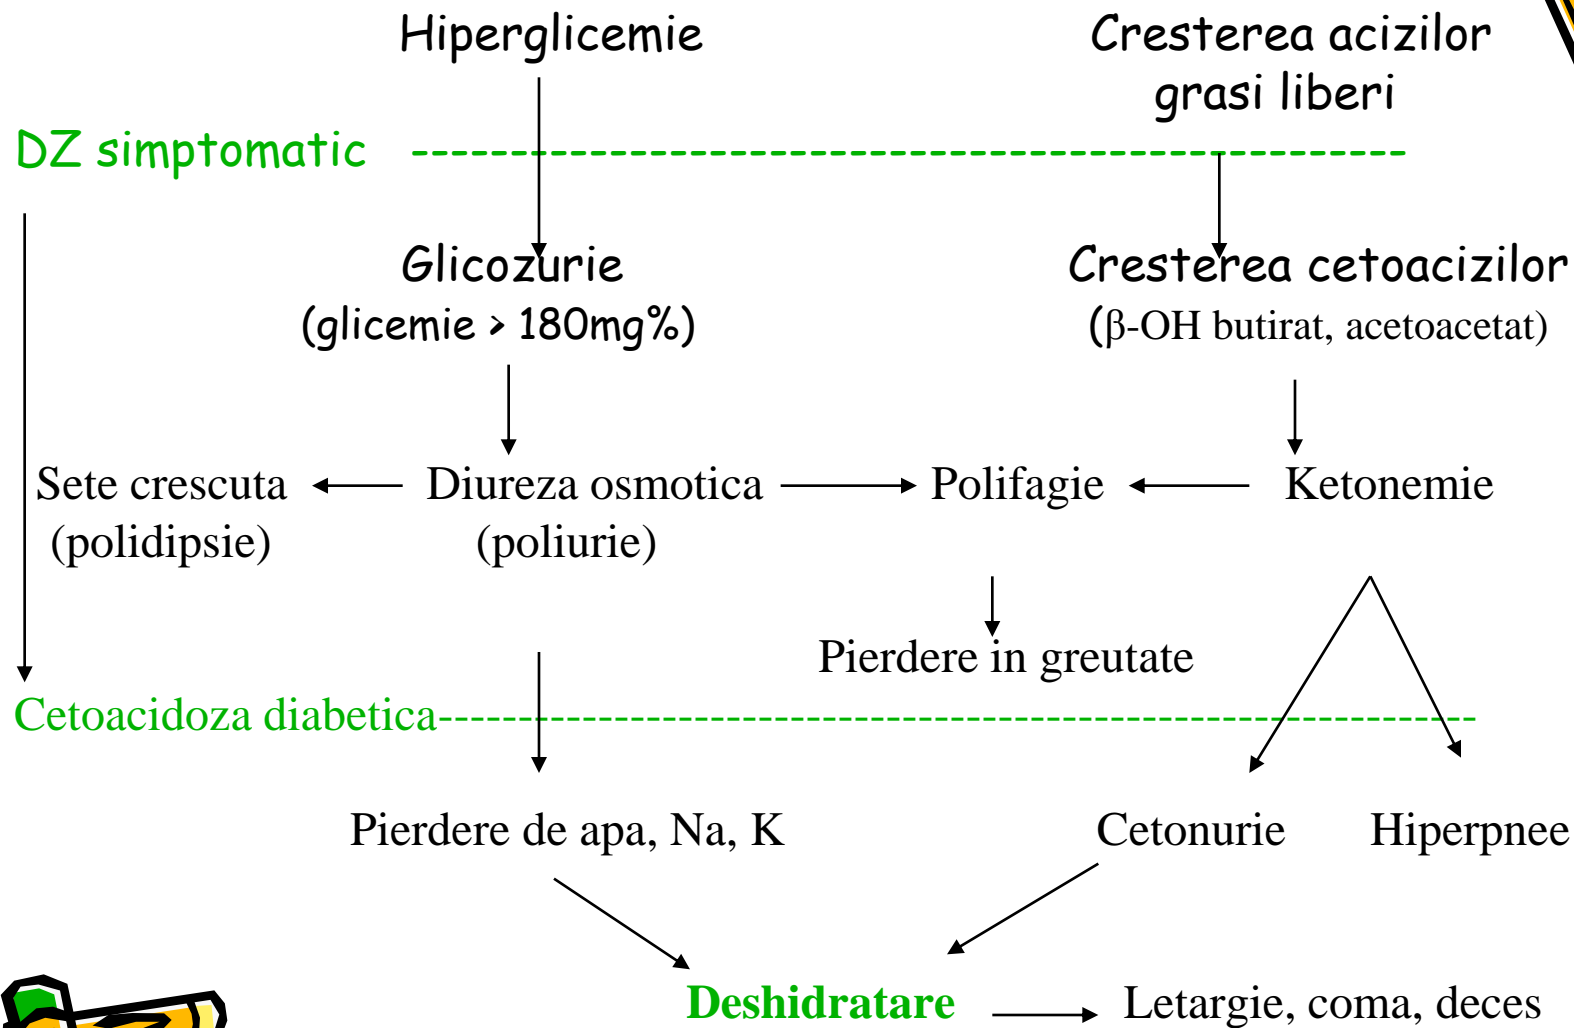 Hiperglicemie
Cresterea acizilor
grasi liberi
DZ simptomatic
Glicozurie
(glicemie > 180mg%)
Cresterea cetoacizilor
(β-OH butirat, acetoacetat)
Sete crescuta
(polidipsie)
Diureza osmotica
(poliurie)
Polifagie
Ketonemie
Pierdere in greutate
Cetoacidoza diabetica
Pierdere de apa, Na, K
Cetonurie
Hiperpnee
Deshidratare
Letargie, coma, deces